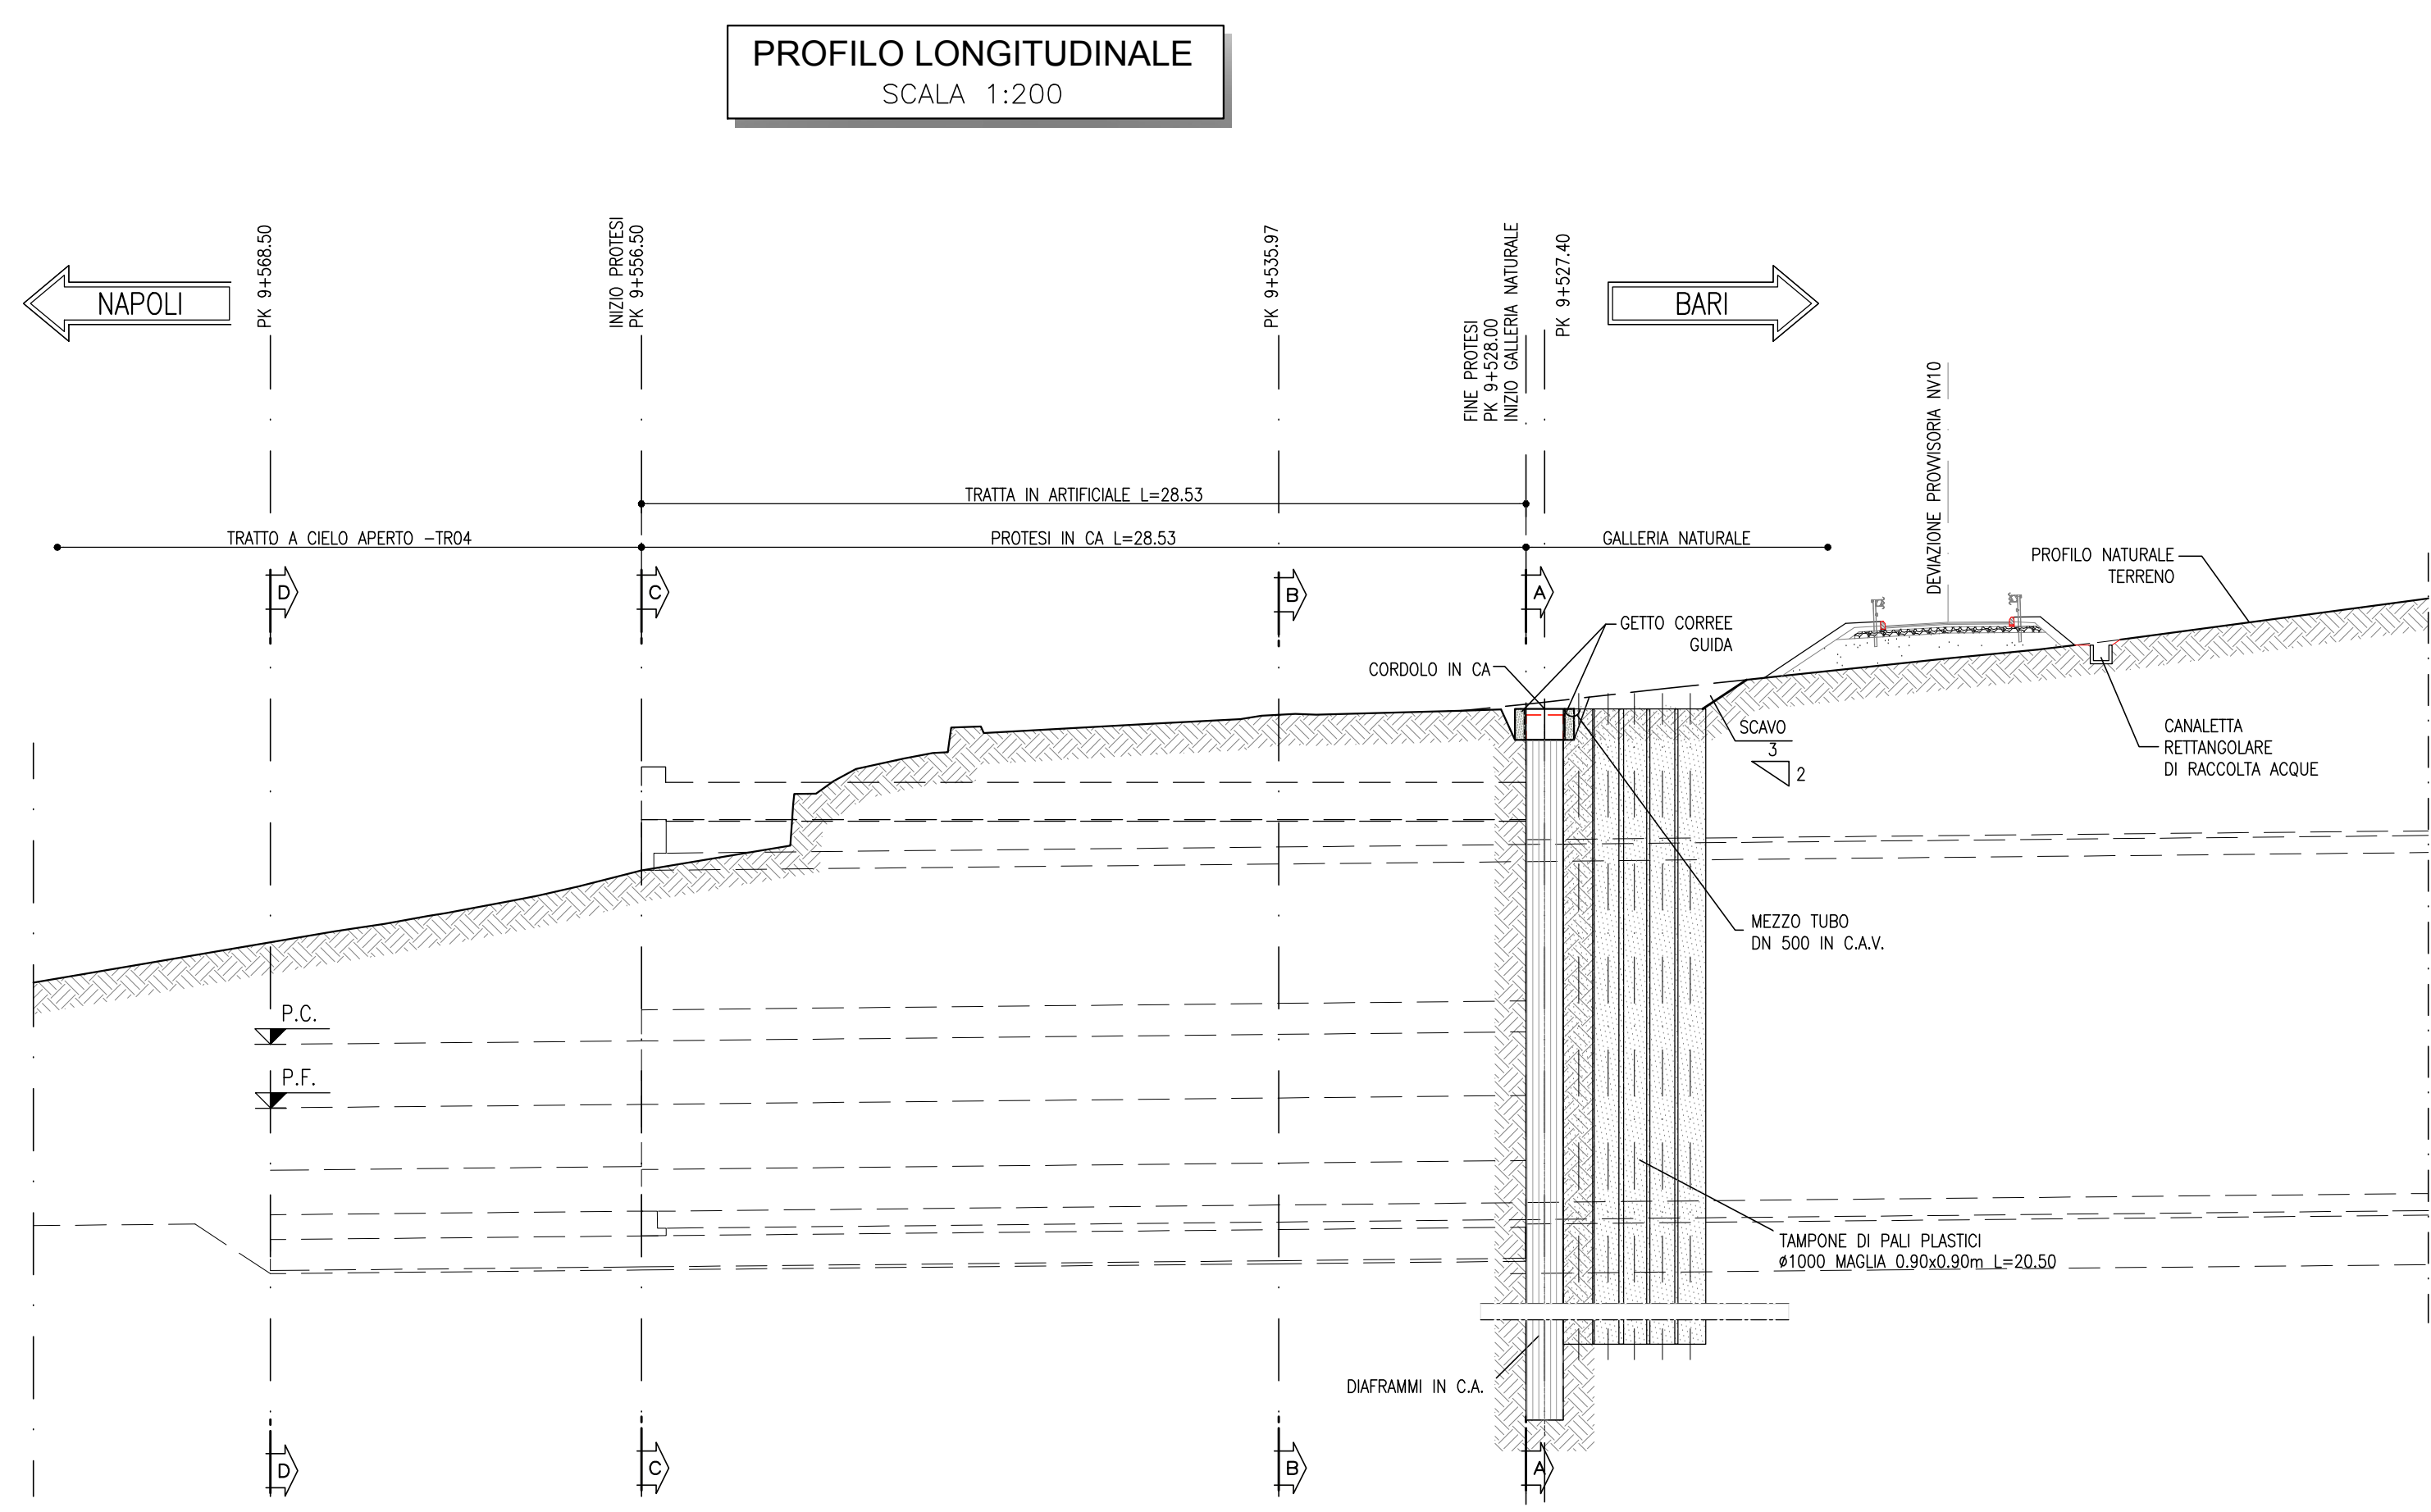 PROFILO LONGITUDINALE
SCALA 1:200
NAPOLI
PK 9+568.50
INIZIO PROTESI
PK 9+556.50
PK 9+535.97
FINE PROTESI
PK 9+528.00
INIZIO GALLERIA NATURALE
PK 9+527.40
BARI
DEVIAZIONE PROVVISORIA NV10
TRATTA IN ARTIFICIALE L=28.53
TRATTO A CIELO APERTO -TR04
PROTESI IN CA L=28.53
GALLERIA NATURALE
PROFILO NATURALE
TERRENO
D
C
B
A
GETTO CORREE
GUIDA
CORDOLO IN CA
SCAVO
3
2
CANALETTA
RETTANGOLARE
DI RACCOLTA ACQUE
MEZZO TUBO
DN 500 IN C.A.V.
P.C.
P.F.
TAMPONE DI PALI PLASTICI
ø1000 MAGLIA 0.90x0.90m L=20.50
DIAFRAMMI IN C.A.
D
C
B
A